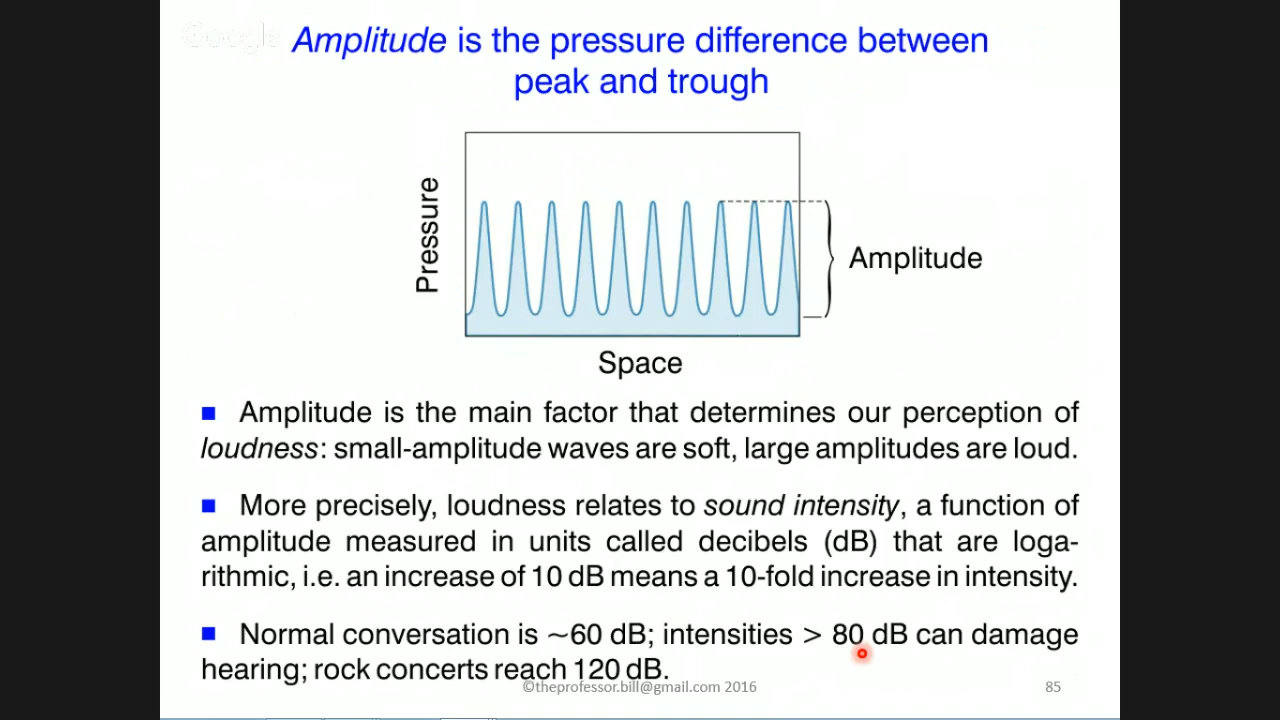 Google
Amplitude is the pressure difference between
peak and trough
Pressure
Amplitude
Space
■ Amplitude is the main factor that determines our perception of
loudness: small-amplitude waves are soft, large amplitudes are loud.
■ More precisely, loudness relates to sound intensity, a function of
amplitude measured in units called decibels (dB) that are loga-
rithmic, i.e. an increase of 10 dB means a 10-fold increase in intensity.
■ Normal conversation is ~60 dB; intensities > 80 dB can damage
hearing; rock concerts reach 120 dB.
©theprofessor.bill@gmail.com 2016
85